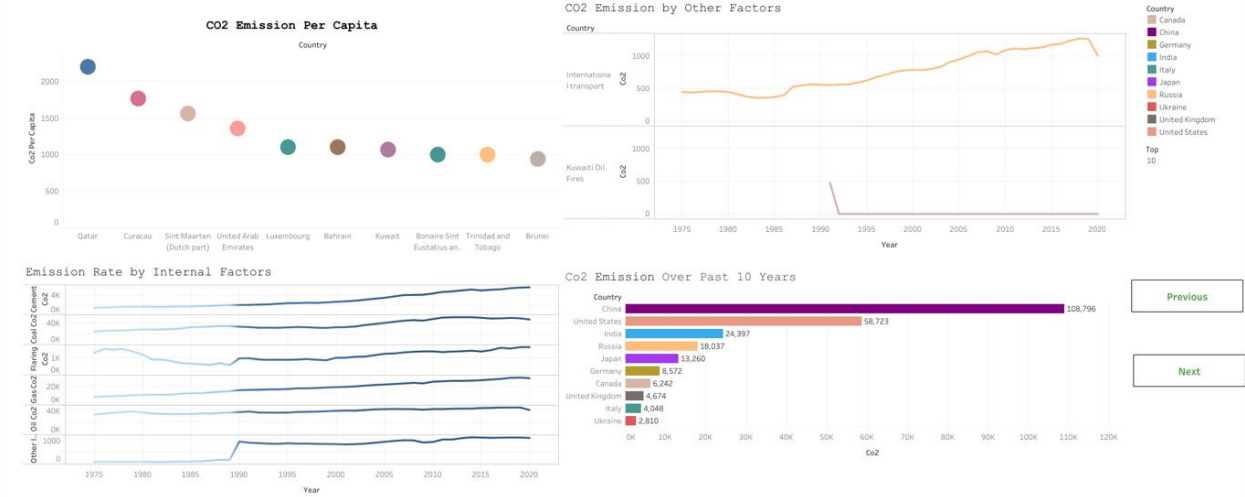 CO2 Emission Per Capita
Country
Co2 Per Capita
2000
1500
1000
500
0
Qatar
Curacao
Sint Maarten
(Dutch part)
United Arab
Emirates
Luxembourg
Bahrain
Kuwait
Bonaire Sint
Eustatius an..
Trinidad and
Tobago
Brunei
CO2 Emission by Other Factors
Country
Internationa
l transport
Co2
1000
500
0
Kuwaiti Oil
Fires
Co2
1000
500
0
1975 1980 1985 1990 1995 2000 2005 2010 2015 2020
Year
Country
Canada
China
Germany
India
Italy
Japan
Russia
Ukraine
United Kingdom
United States
Top
10
Emission Rate by Internal Factors
Cement
Co2
4K
0K
Coal Co2
40K
0K
Flaring
Co2
1K
0K
Gas Co2
20K
0K
Oil Co2
40K
0K
Other I..
1000
0
1975 1980 1985 1990 1995 2000 2005 2010 2015 2020
Year
Co2 Emission Over Past 10 Years
Country
China 108,796
United States 58,723
India 24,397
Russia 18,037
Japan 13,260
Germany 8,572
Canada 6,242
United Kingdom 4,674
Italy 4,048
Ukraine 2,810
0K 10K 20K 30K 40K 50K 60K 70K 80K 90K 100K 110K 120K
Co2
Previous
Next